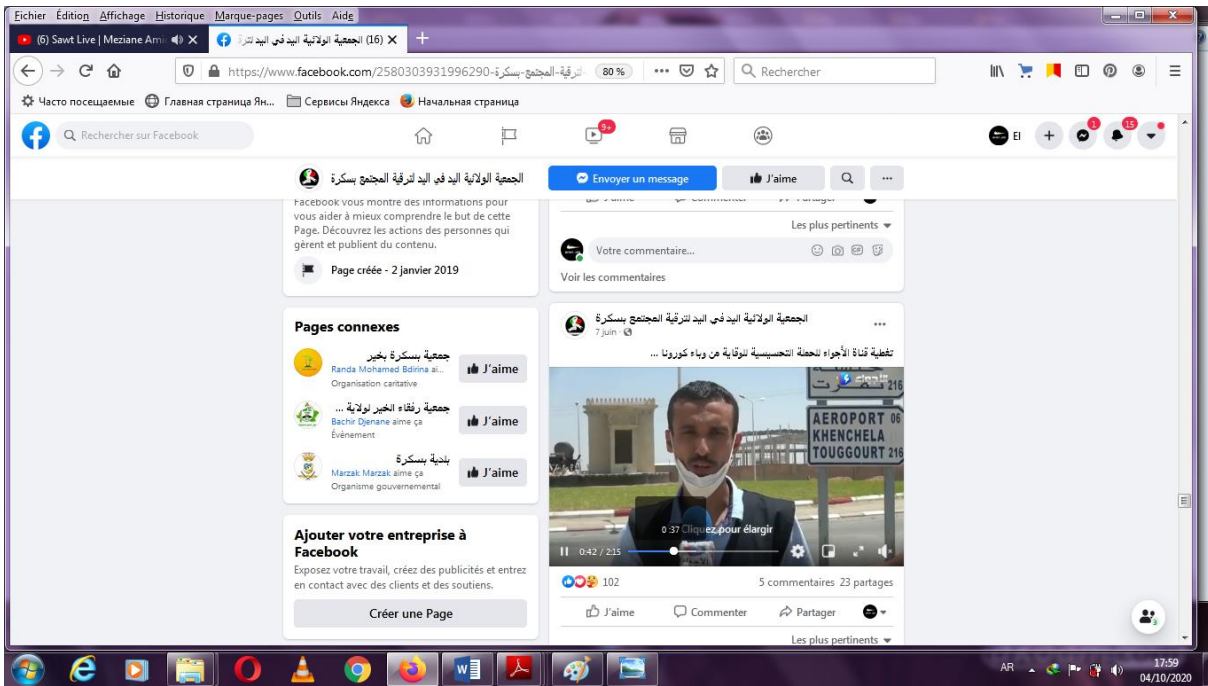 Fichier Édition Affichage Historique Marque-pages Outils Aide
(6) Sawt Live | Meziane Ami
(16) الجمعية الولائية اليد في اليد لتر
https://www.facebook.com/2580303931996290-ترقية-المجتمع-بسكرة
80 %
Rechercher
Часто посещаемые
Главная страница Ян...
Сервисы Яндекса
Начальная страница
Rechercher sur Facebook
9+
El
1
15
الجمعية الولائية اليد في اليد لترقية المجتمع بسكرة
Envoyer un message
J'aime
Facebook vous montre des informations pour
vous aider à mieux comprendre le but de cette
Page. Découvrez les actions des personnes qui
gèrent et publient du contenu.
Page créée - 2 janvier 2019
Pages connexes
جمعية بسكرة بخير
Randa Mohamed Bdirina ai...
Organisation caritative
J'aime
جمعية رفقاء الخير لولاية ...
Bachir Djenane aime ça
Évènement
J'aime
بلدية بسكرة
Marzak Marzak aime ça
Organisme gouvernemental
J'aime
Ajouter votre entreprise à
Facebook
Exposez votre travail, créez des publicités et entrez
en contact avec des clients et des soutiens.
Créer une Page
J'aime Commenter Partager
Les plus pertinents
Votre commentaire...
GIF
Voir les commentaires
الجمعية الولائية اليد في اليد لترقية المجتمع بسكرة
7 juin
تغطية قناة الأجواء للحملة التحسيسية للوقاية من وباء كورونا ...
216
AEROPORT 06
KHENCHELA
TOUGGOURT 216
0:37 Cliquez pour élargir
0:42 / 2:15
102
5 commentaires 23 partages
J'aime Commenter Partager
Les plus pertinents
3
AR
17:59
04/10/2020